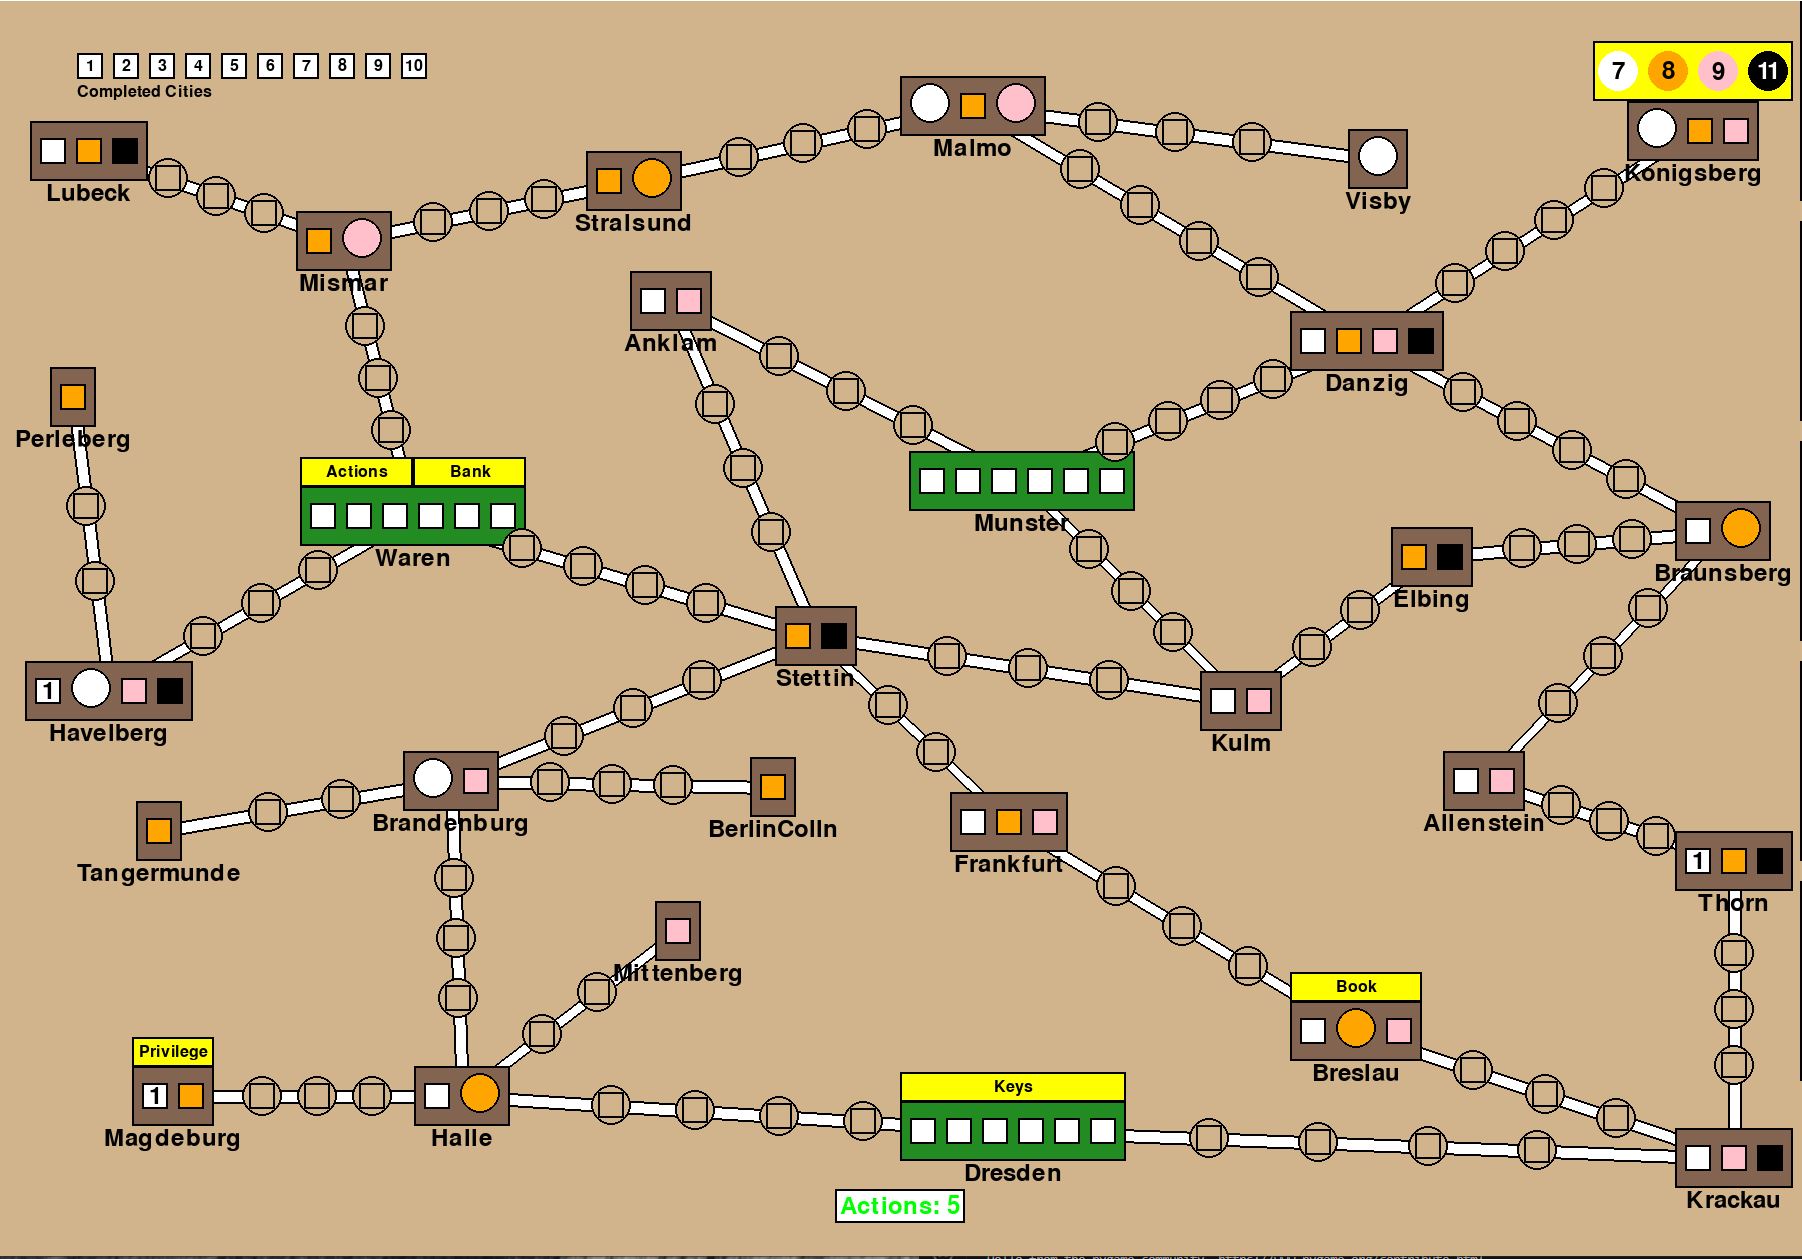 1 2 3 4 5 6 7 8 9 10
Completed Cities
7 8 9 11
Lubeck
Malmo
Visby
Königsberg
Stralsund
Mismar
Anklam
Danzig
Perleberg
Actions Bank
Waren
Munster
Elbing
Braunsberg
1
Havelberg
Stettin
Kulm
Brandenburg
BerlinColln
Tangermunde
Frankfurt
Allenstein
1
Thorn
Mittenberg
Book
Breslau
Privilege
1
Magdeburg
Halle
Keys
Dresden
Krackau
Actions: 5